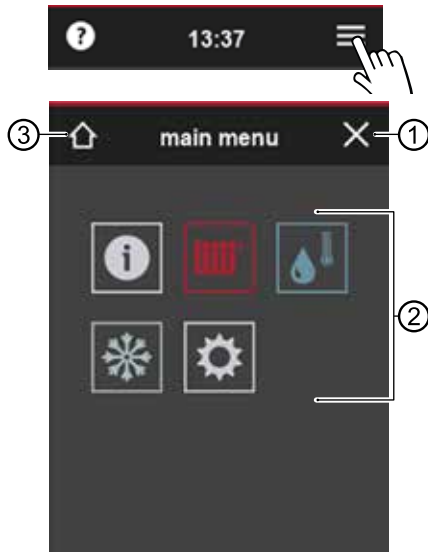 ? 13:37
③ main menu ①
i
②